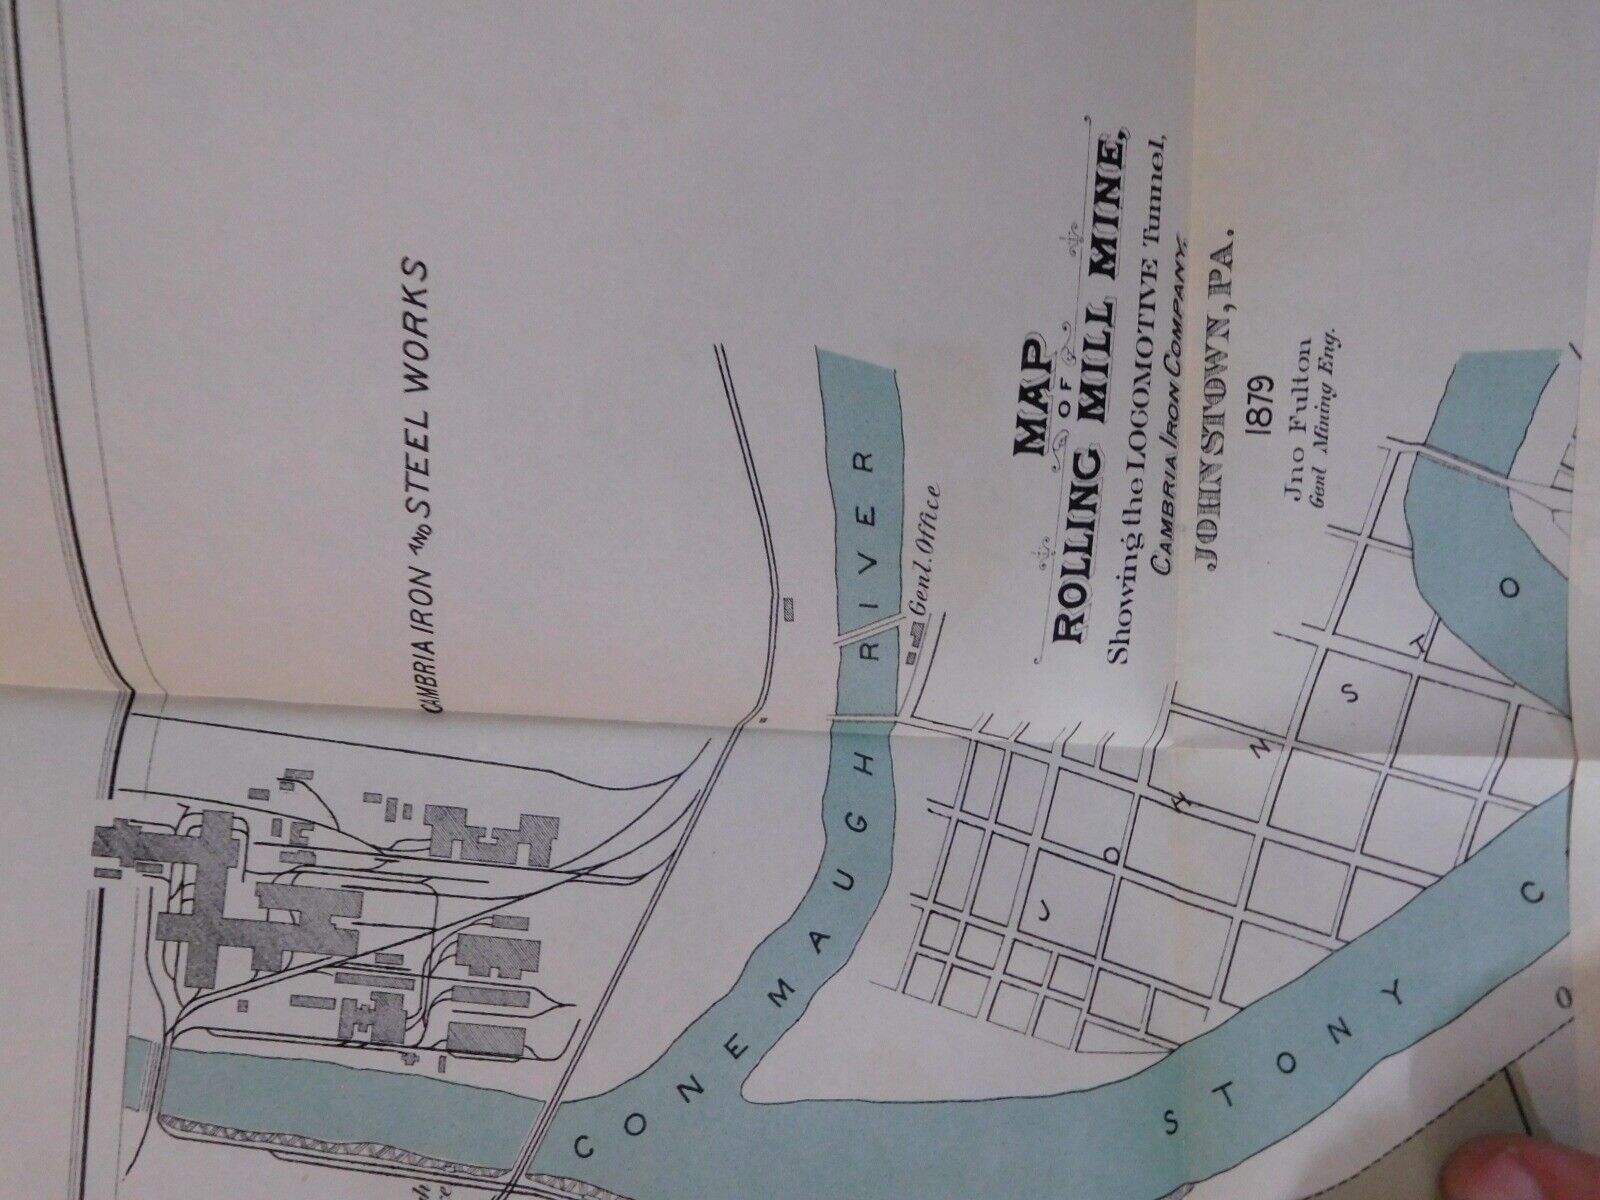 CAMBRIA IRON AND STEEL WORKS
MAP
OF
ROLLING MILL MINE,
Showing the LOCOMOTIVE Tunnel,
CAMBRIA IRON COMPANY.
JOHNSTOWN, PA.
1879
Jno Fulton
Genl Mining Eng.
Genl. Office
CONEMAUGH RIVER
JOHNSTO
STONY C